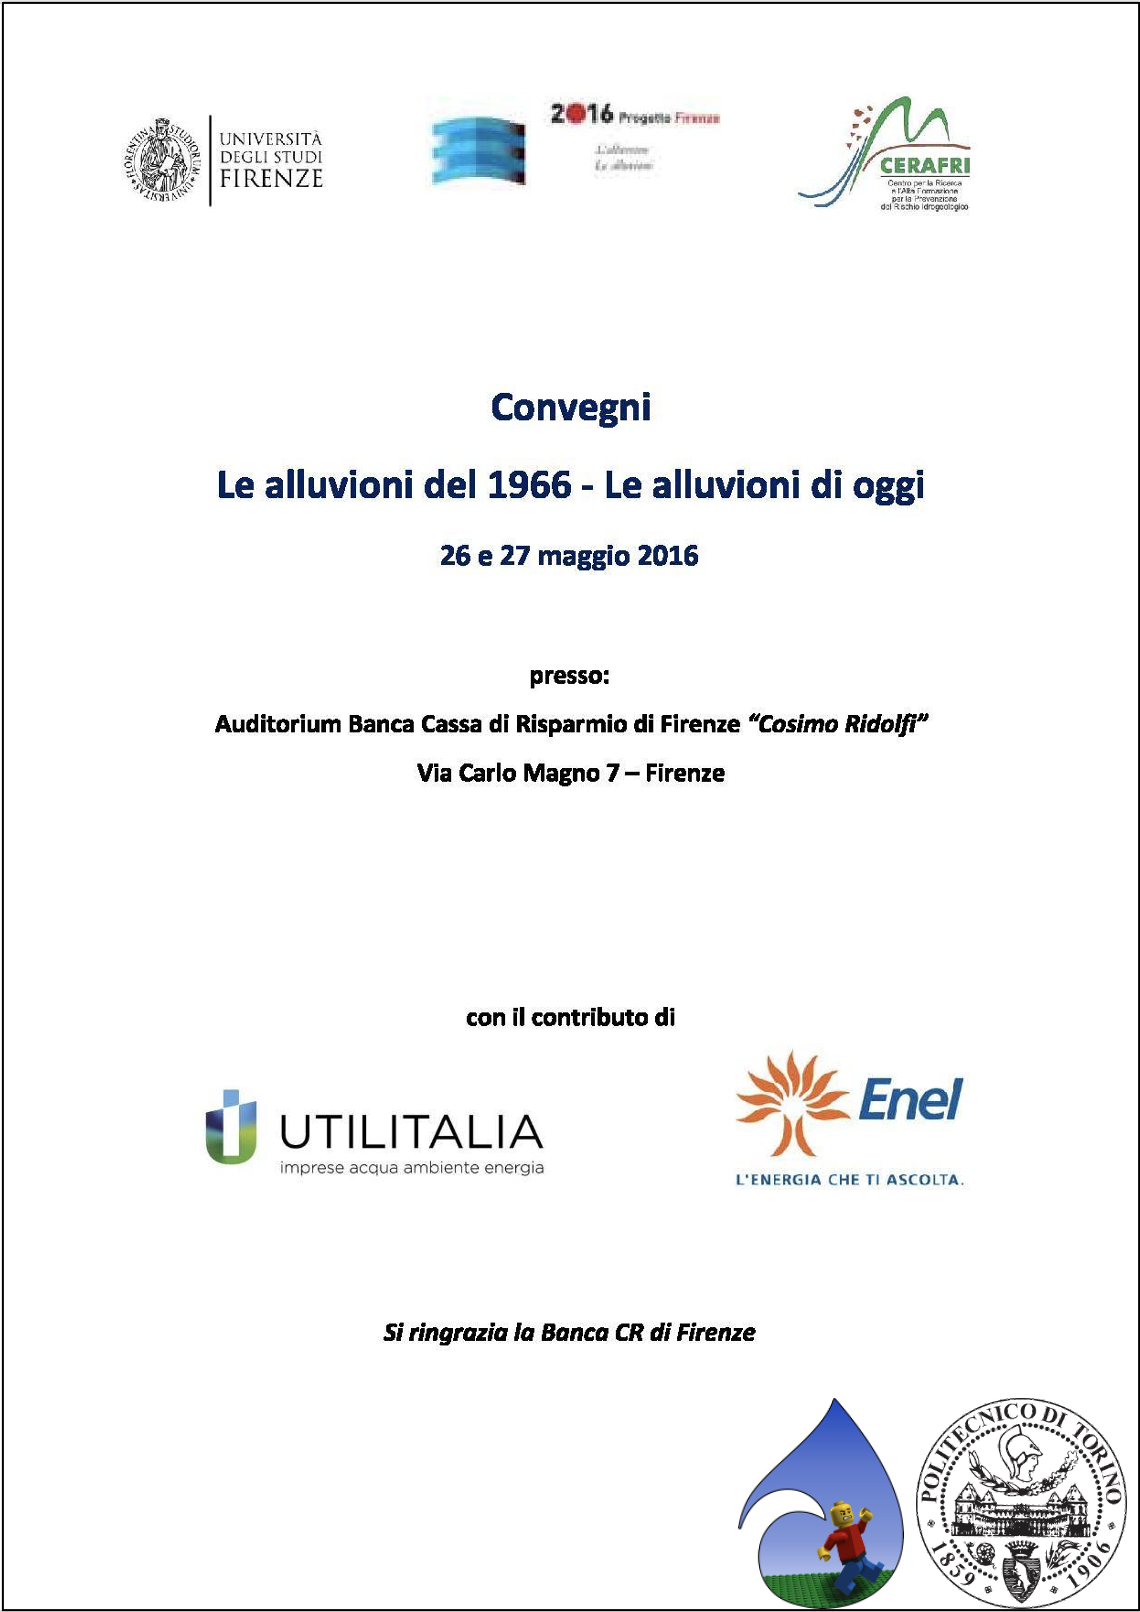 UNIVERSITÀ
DEGLI STUDI
FIRENZE
FLORENTINA STUDIORUM UNIVERSITAS
2016 Progetto Firenze
L'alluvione
Le alluvioni
CERAFRI
Centro per la Ricerca
e l'Alta Formazione
per la Prevenzione
del Rischio Idrogeologico
Convegni
Le alluvioni del 1966 - Le alluvioni di oggi
26 e 27 maggio 2016
presso:
Auditorium Banca Cassa di Risparmio di Firenze “Cosimo Ridolfi”
Via Carlo Magno 7 – Firenze
con il contributo di
UTILITALIA
imprese acqua ambiente energia
Enel
L'ENERGIA CHE TI ASCOLTA.
Si ringrazia la Banca CR di Firenze
POLITECNICO DI TORINO
1859 1906